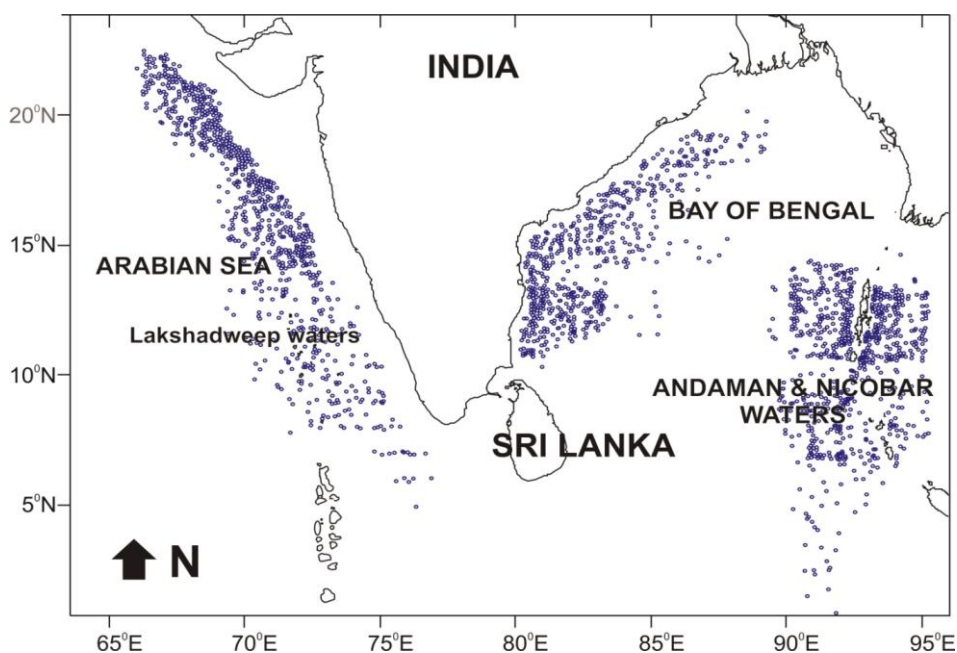 INDIA
20°N
BAY OF BENGAL
15°N
ARABIAN SEA
Lakshadweep waters
10°N
ANDAMAN & NICOBAR
WATERS
SRI LANKA
5°N
N
65°E 70°E 75°E 80°E 85°E 90°E 95°E